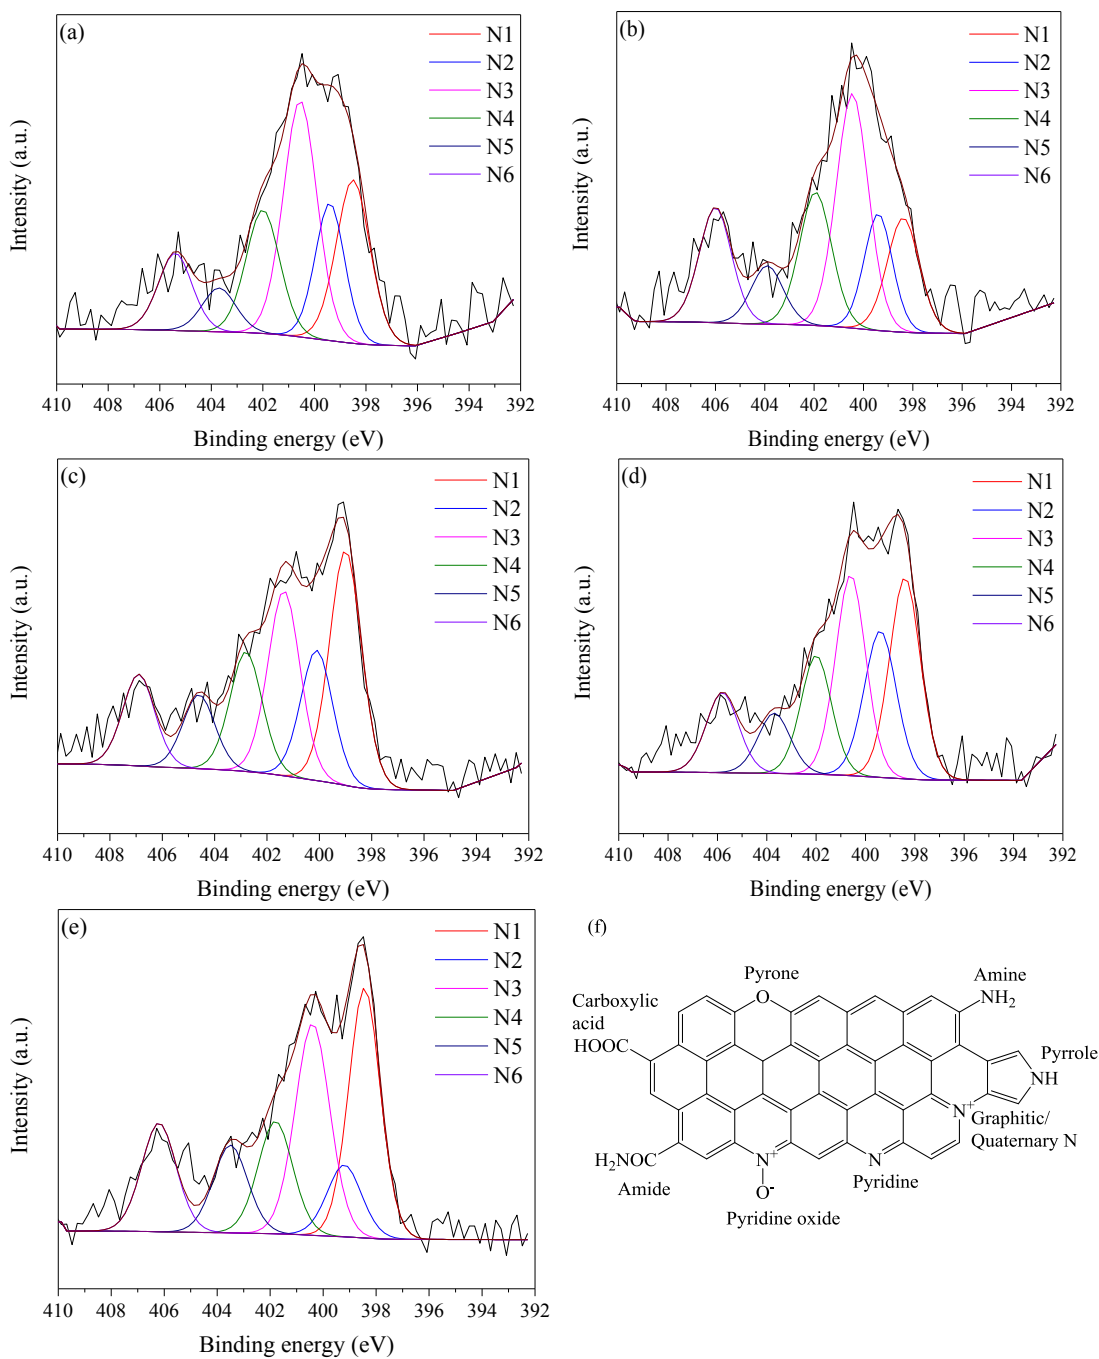 (a)
N1
N2
N3
N4
N5
N6
Intensity (a.u.)
410 408 406 404 402 400 398 396 394 392
Binding energy (eV)
(b)
N1
N2
N3
N4
N5
N6
Intensity (a.u.)
410 408 406 404 402 400 398 396 394 392
Binding energy (eV)
(c)
N1
N2
N3
N4
N5
N6
Intensity (a.u.)
410 408 406 404 402 400 398 396 394 392
Binding energy (eV)
(d)
N1
N2
N3
N4
N5
N6
Intensity (a.u.)
410 408 406 404 402 400 398 396 394 392
Binding energy (eV)
(e)
N1
N2
N3
N4
N5
N6
Intensity (a.u.)
410 408 406 404 402 400 398 396 394 392
Binding energy (eV)
(f)
Pyrone
Amine
Carboxylic
acid
O
NH₂
HOOC
Pyrrole
NH
N⁺
Graphitic/
Quaternary N
H₂NOC
Amide
N⁺
O⁻
N
Pyridine
Pyridine oxide